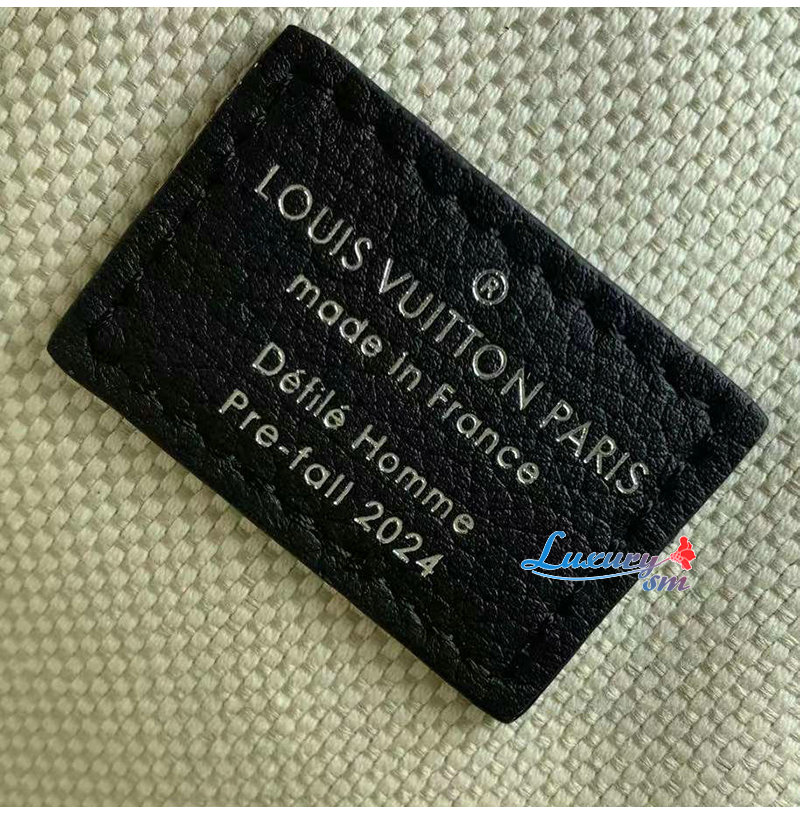 ®
LOUIS VUITTON PARIS
made in France
Défilé Homme
Pre-fall 2024
Luxury
sm